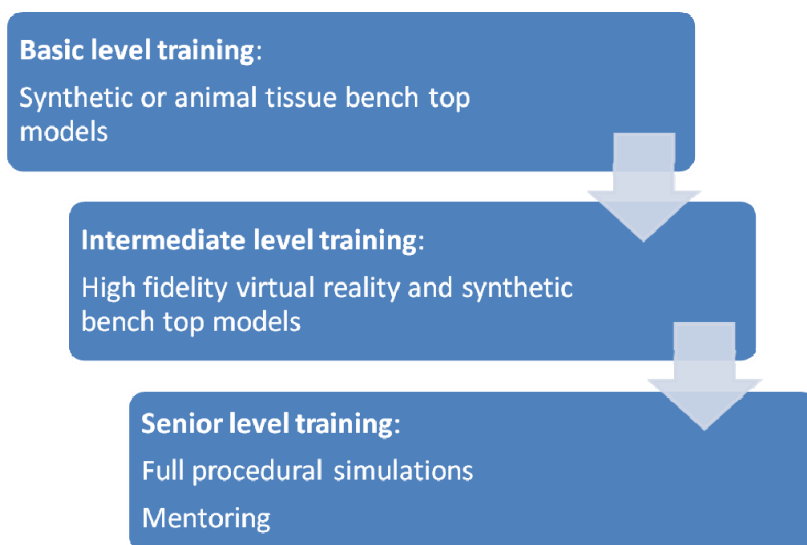 Basic level training:
Synthetic or animal tissue bench top
models
Intermediate level training:
High fidelity virtual reality and synthetic
bench top models
Senior level training:
Full procedural simulations
Mentoring